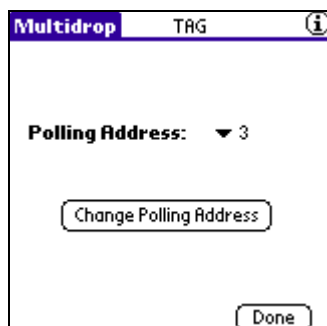 Multidrop TAG i
Polling Address: 3
Change Polling Address
Done